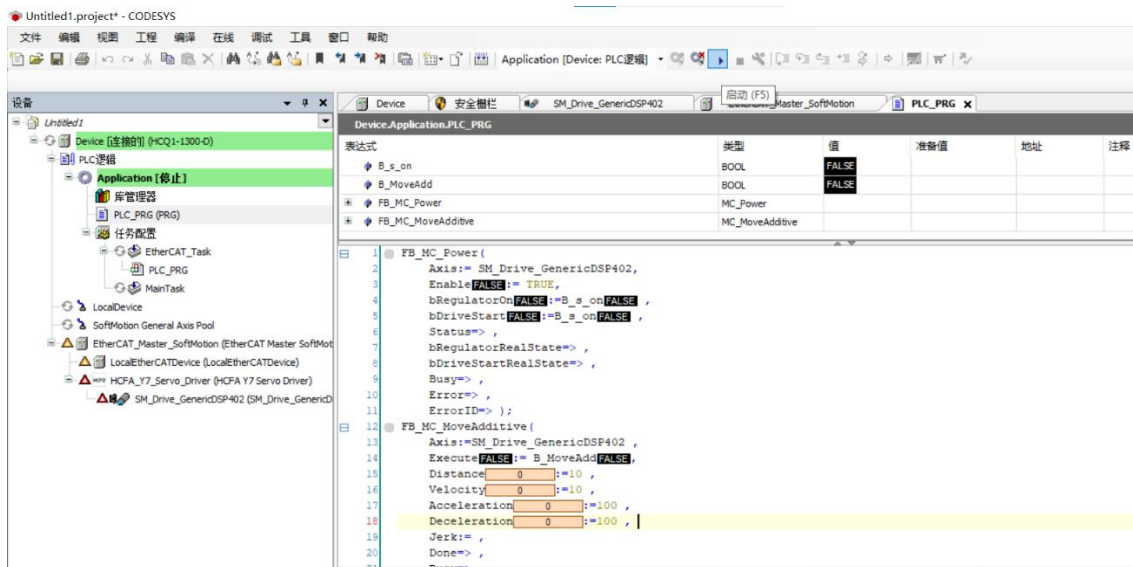 Untitled1.project* - CODESYS
文件 编辑 视图 工程 编译 在线 调试 工具 窗口 帮助
Application [Device: PLC逻辑]
启动 (F5)
设备
Device 安全栅栏 SM_Drive_GenericDSP402 EtherCAT_Master_SoftMotion PLC_PRG
Untitled1
Device [连接的] (HCQ1-1300-D)
PLC逻辑
Application [停止]
库管理器
PLC_PRG (PRG)
任务配置
EtherCAT_Task
PLC_PRG
MainTask
LocalDevice
SoftMotion General Axis Pool
EtherCAT_Master_SoftMotion (EtherCAT Master SoftMot
LocalEtherCATDevice (LocalEtherCATDevice)
HCFA_Y7_Servo_Driver (HCFA Y7 Servo Driver)
SM_Drive_GenericDSP402 (SM_Drive_GenericD
Device.Application.PLC_PRG
表达式 类型 值 准备值 地址 注释
B_s_on BOOL FALSE
B_MoveAdd BOOL FALSE
FB_MC_Power MC_Power
FB_MC_MoveAdditive MC_MoveAdditive
1 FB_MC_Power(
2 Axis:= SM_Drive_GenericDSP402,
3 Enable FALSE := TRUE,
4 bRegulatorOn FALSE :=B_s_on FALSE ,
5 bDriveStart FALSE :=B_s_on FALSE ,
6 Status=> ,
7 bRegulatorRealState=> ,
8 bDriveStartRealState=> ,
9 Busy=> ,
10 Error=> ,
11 ErrorID=> );
12 FB_MC_MoveAdditive(
13 Axis:=SM_Drive_GenericDSP402 ,
14 Execute FALSE := B_MoveAdd FALSE ,
15 Distance 0 :=10 ,
16 Velocity 0 :=10 ,
17 Acceleration 0 :=100 ,
18 Deceleration 0 :=100 ,
19 Jerk:= ,
20 Done=> ,